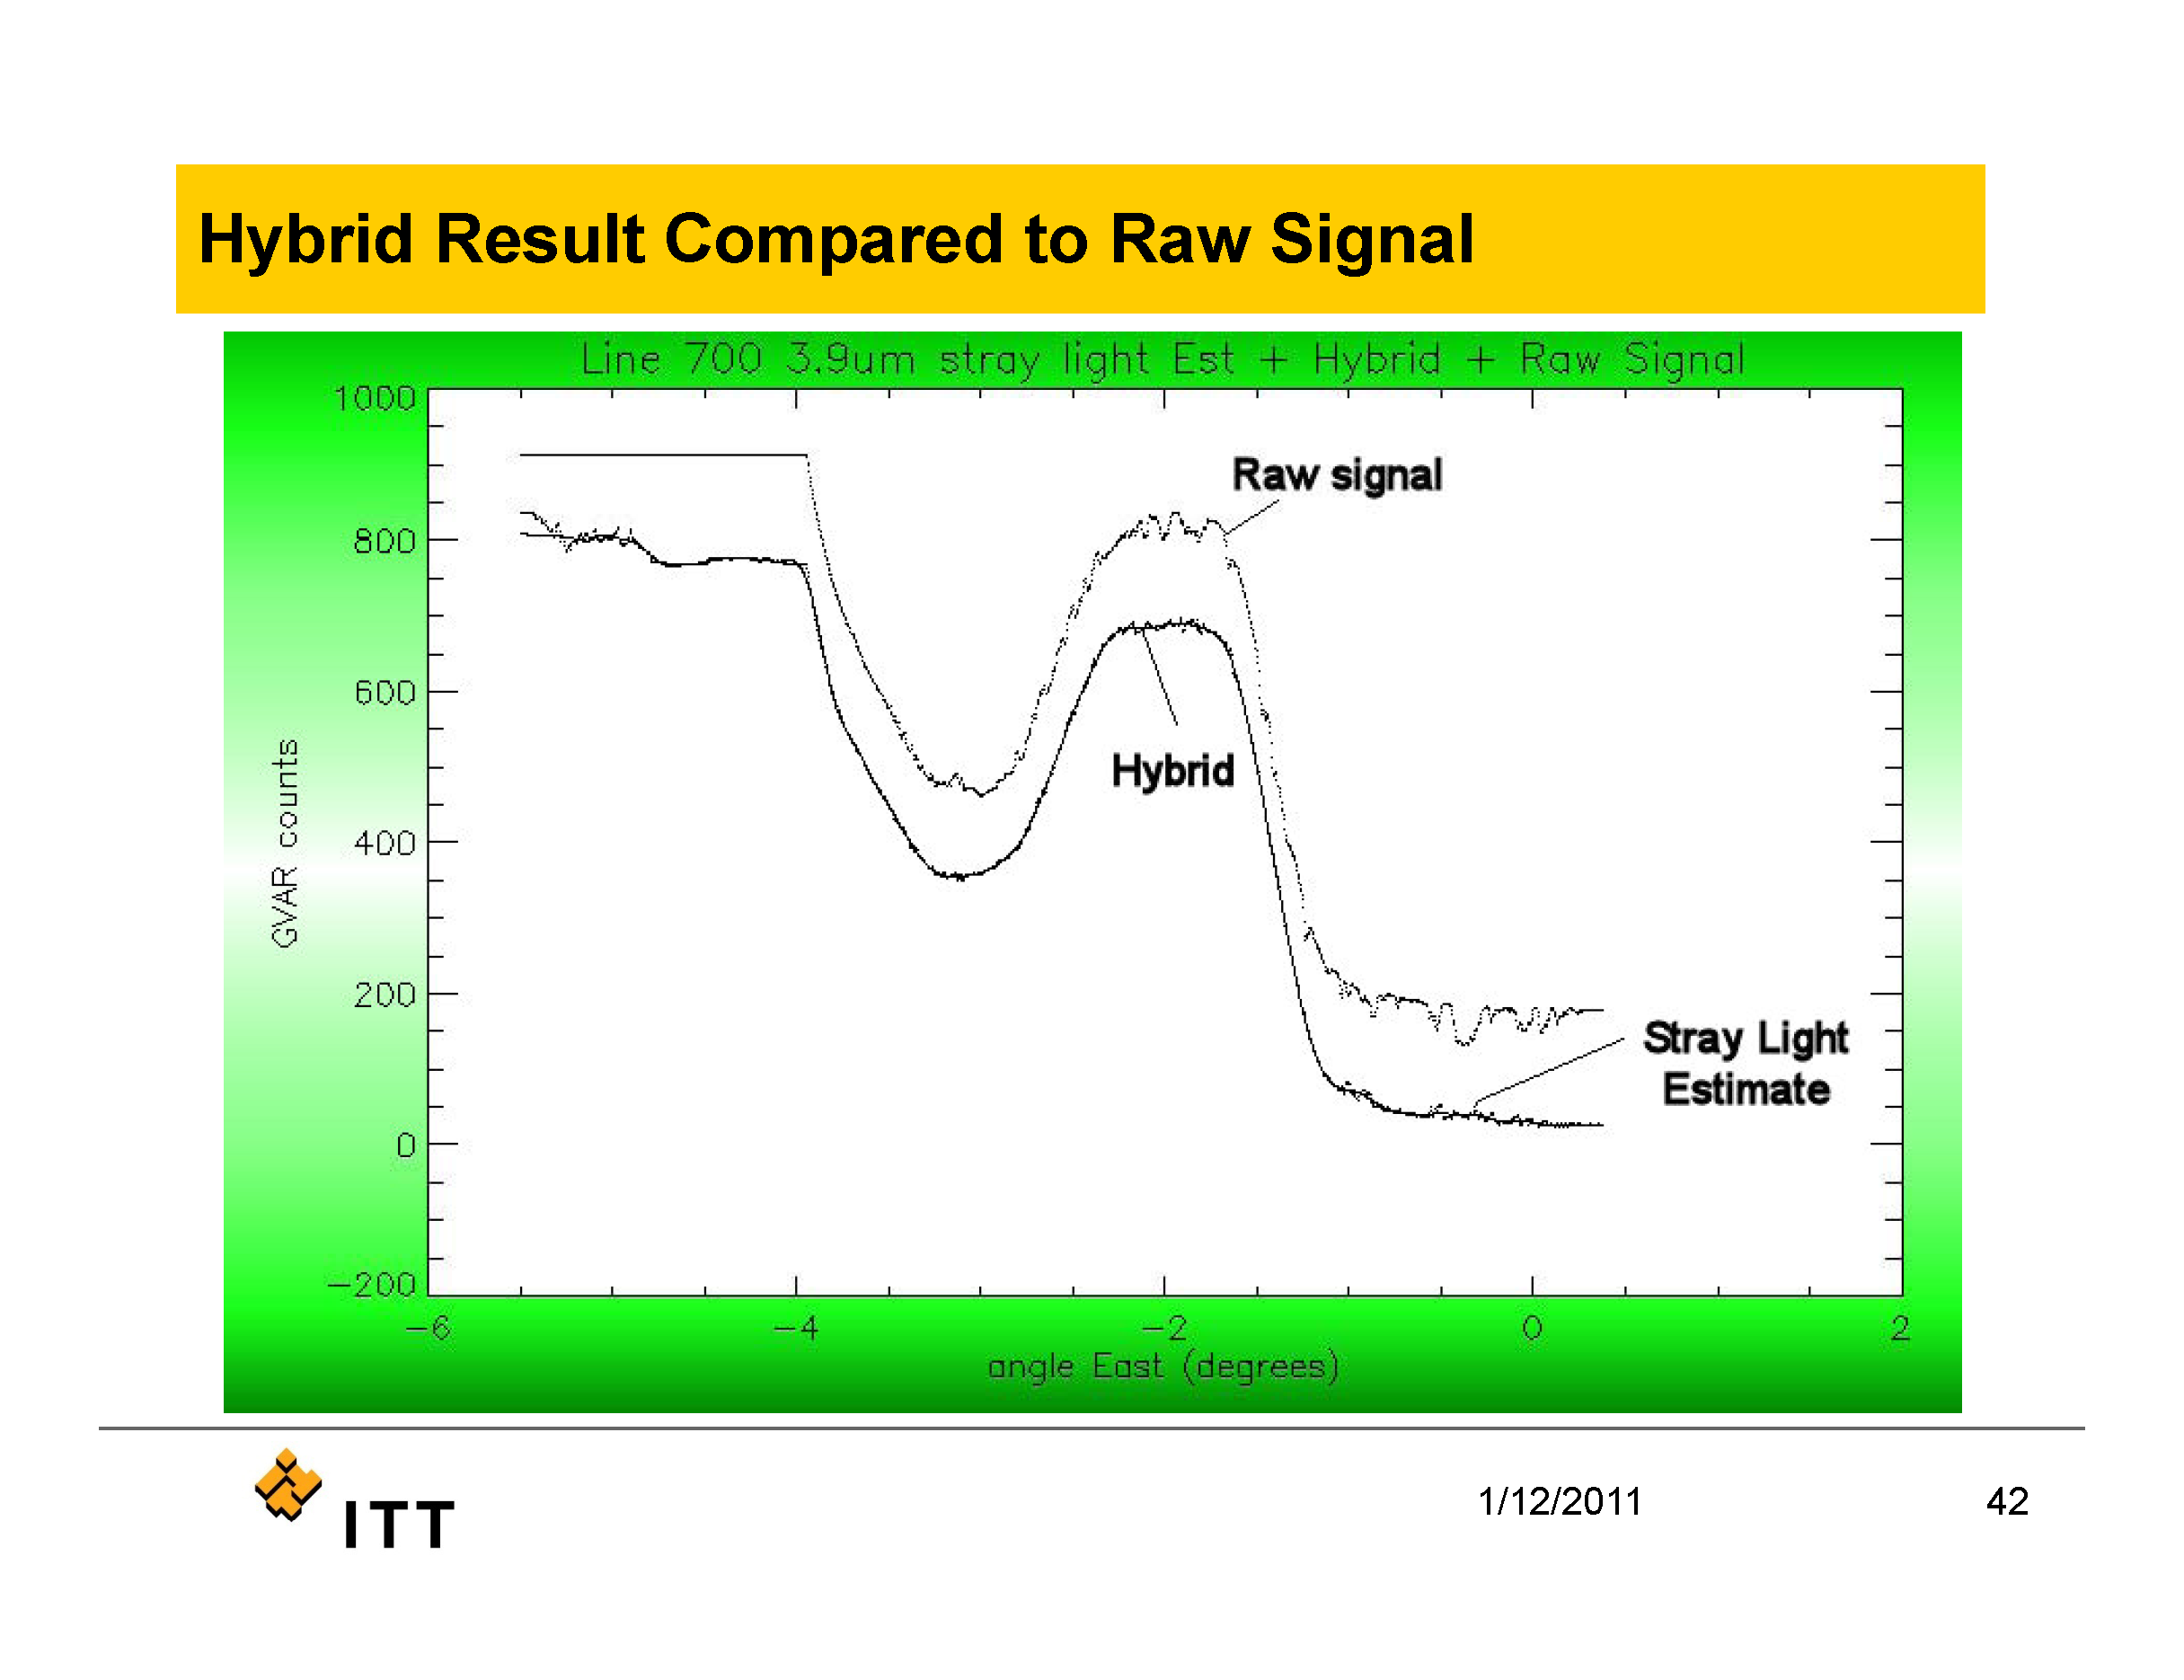 Hybrid Result Compared to Raw Signal
Line 700 3.9um stray light Est + Hybrid + Raw Signal
1000
800
600
400
200
0
-200
GVAR counts
Raw signal
Hybrid
Stray Light
Estimate
-6 -4 -2 0 2
angle East (degrees)
ITT
1/12/2011
42